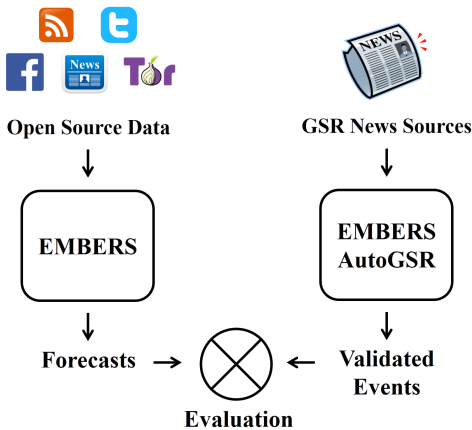 NEWS
News
Tor
Open Source Data
GSR News Sources
EMBERS
EMBERS
AutoGSR
Forecasts
Validated
Events
Evaluation